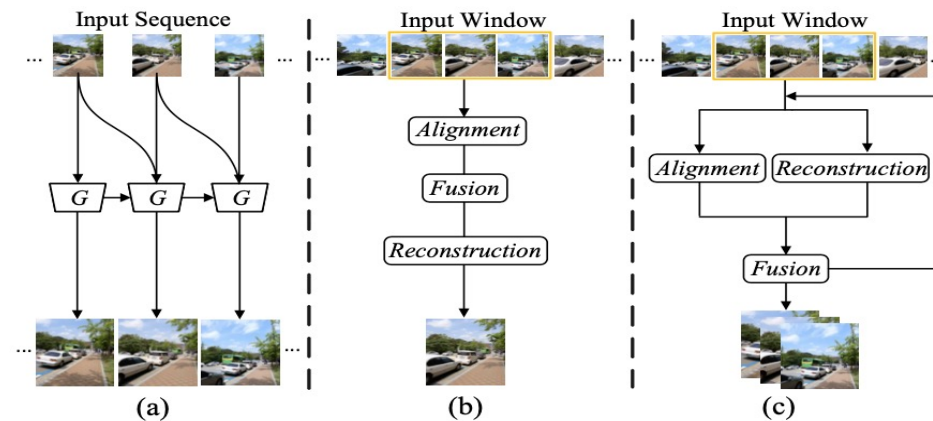 Input Sequence
...
G G G
... ...
(a)
Input Window
... ...
Alignment
Fusion
Reconstruction
(b)
Input Window
... ...
Alignment Reconstruction
Fusion
(c)